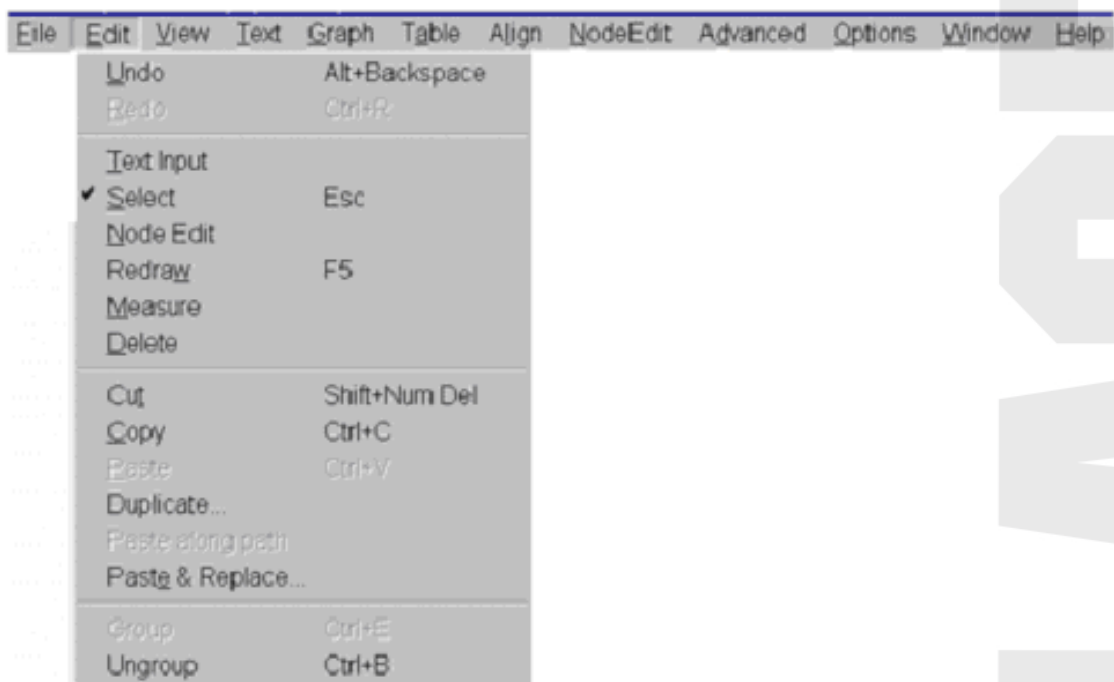 File Edit View Text Graph Table Align NodeEdit Advanced Options Window Help
Undo Alt+Backspace
Redo Ctrl+R
Text Input
Select Esc
Node Edit
Redraw F5
Measure
Delete
Cut Shift+Num Del
Copy Ctrl+C
Paste Ctrl+V
Duplicate...
Paste along path
Paste & Replace...
Group Ctrl+E
Ungroup Ctrl+B